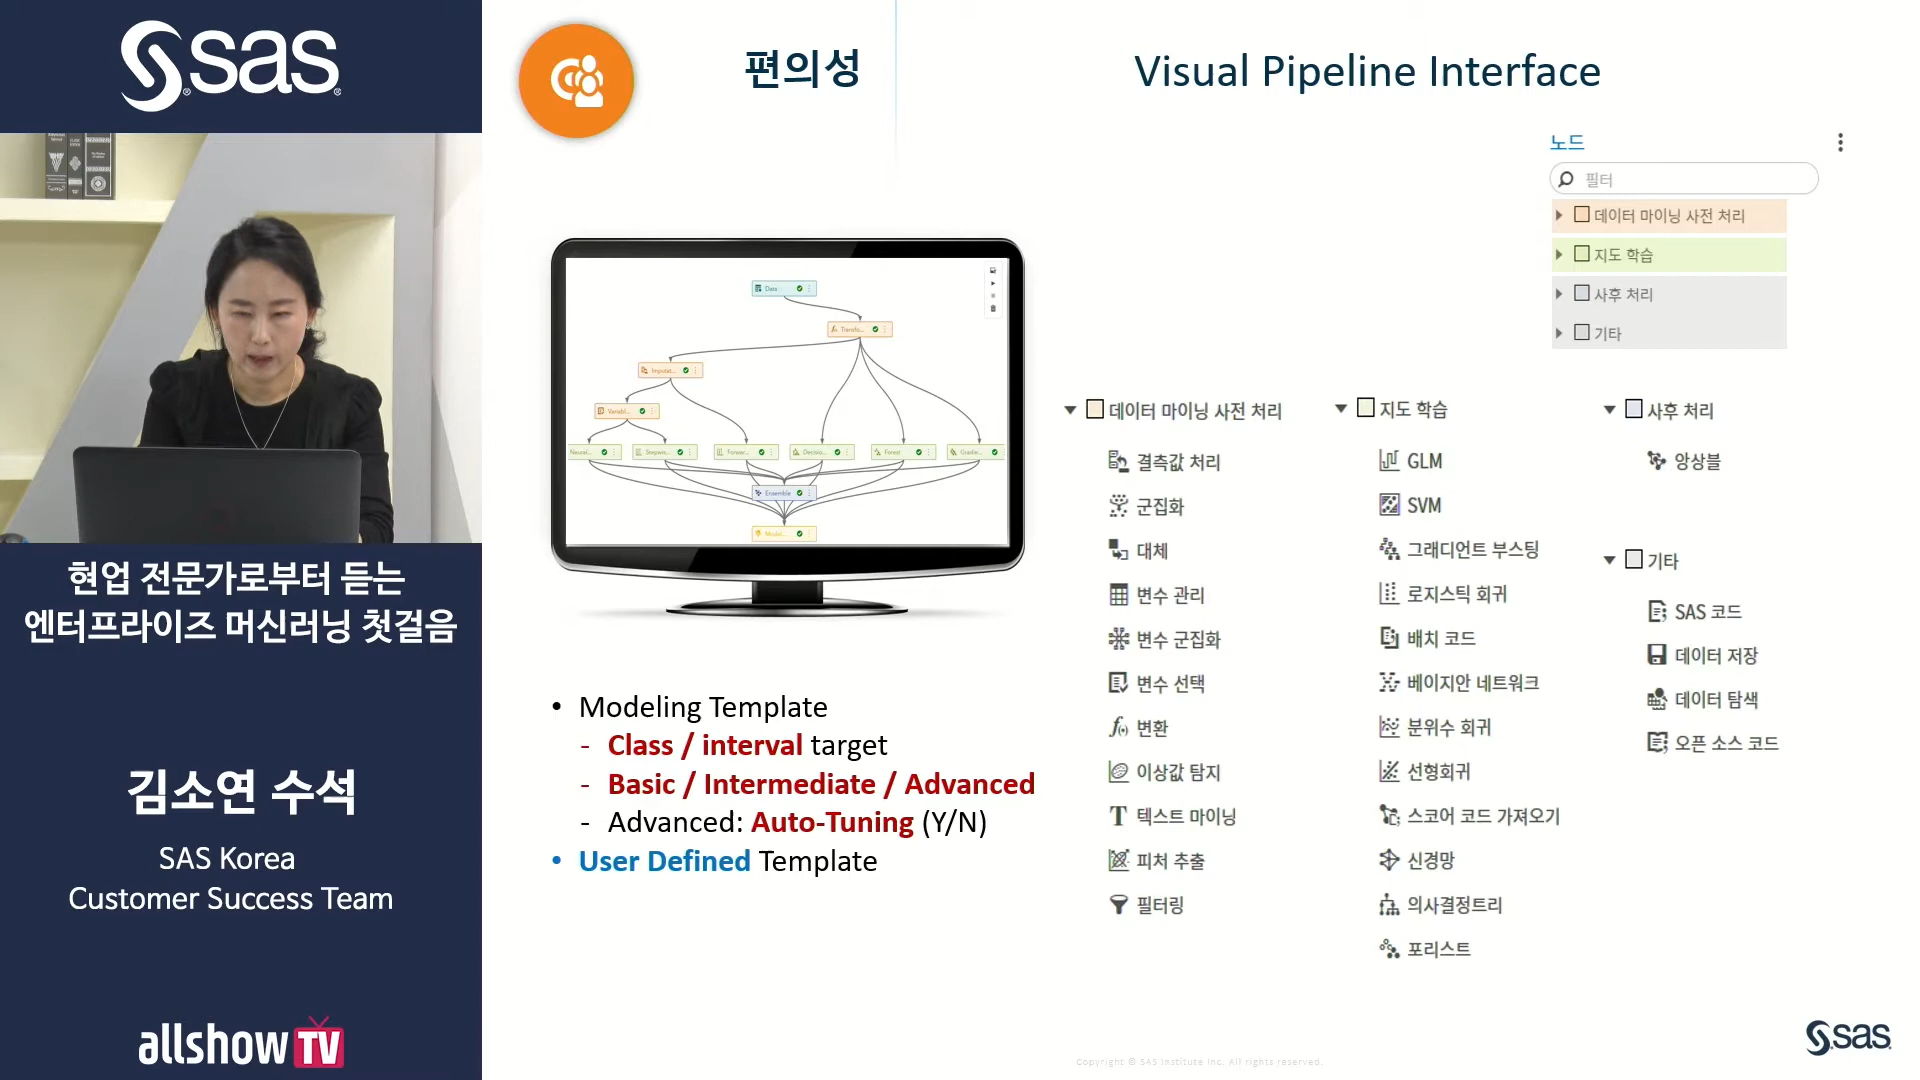 sas
현업 전문가로부터 듣는
엔터프라이즈 머신러닝 첫걸음
김소연 수석
SAS Korea
Customer Success Team
allshow TV
편의성
Visual Pipeline Interface
노드
필터
데이터 마이닝 사전 처리
지도 학습
사후 처리
기타
Data
Transfo...
Imputat...
Variabl...
Neural...
Stepwis...
Forwar...
Decisio...
Forest
Gradie...
Ensemble
Model...
• Modeling Template
- Class / interval target
- Basic / Intermediate / Advanced
- Advanced: Auto-Tuning (Y/N)
• User Defined Template
데이터 마이닝 사전 처리
결측값 처리
군집화
대체
변수 관리
변수 군집화
변수 선택
변환
이상값 탐지
텍스트 마이닝
피처 추출
필터링
지도 학습
GLM
SVM
그래디언트 부스팅
로지스틱 회귀
배치 코드
베이지안 네트워크
분위수 회귀
선형회귀
스코어 코드 가져오기
신경망
의사결정트리
포리스트
사후 처리
앙상블
기타
SAS 코드
데이터 저장
데이터 탐색
오픈 소스 코드
Copyright © SAS Institute Inc. All rights reserved.
sas